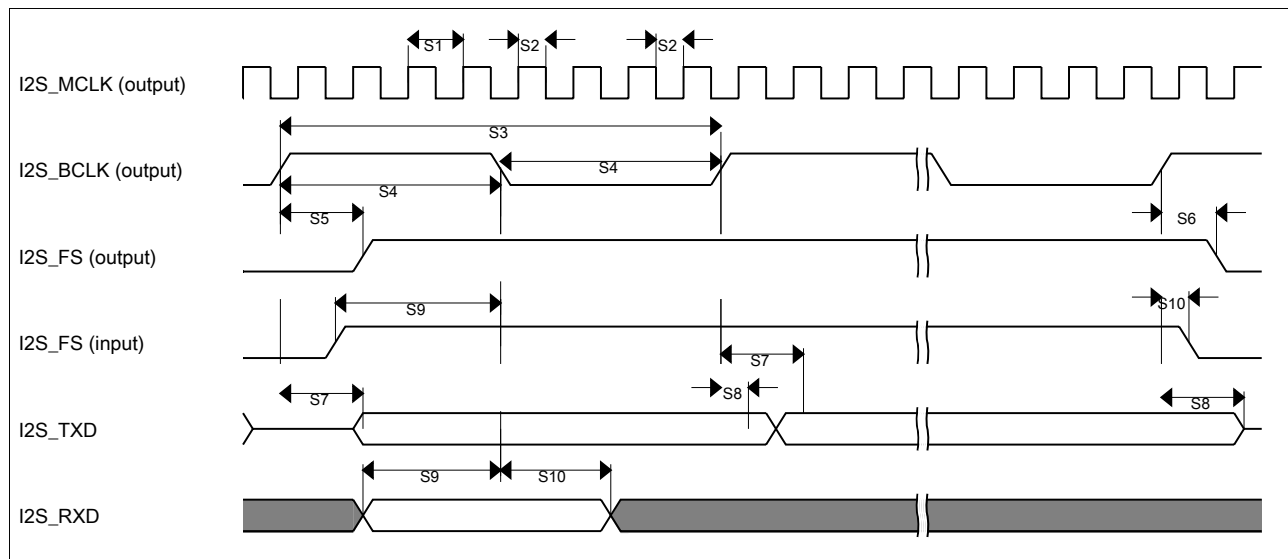 S1
S2
S2
I2S_MCLK (output)
S3
I2S_BCLK (output)
S4
S4
S5
S6
I2S_FS (output)
S9
S10
I2S_FS (input)
S7
S7
S8
S8
I2S_TXD
S9
S10
I2S_RXD